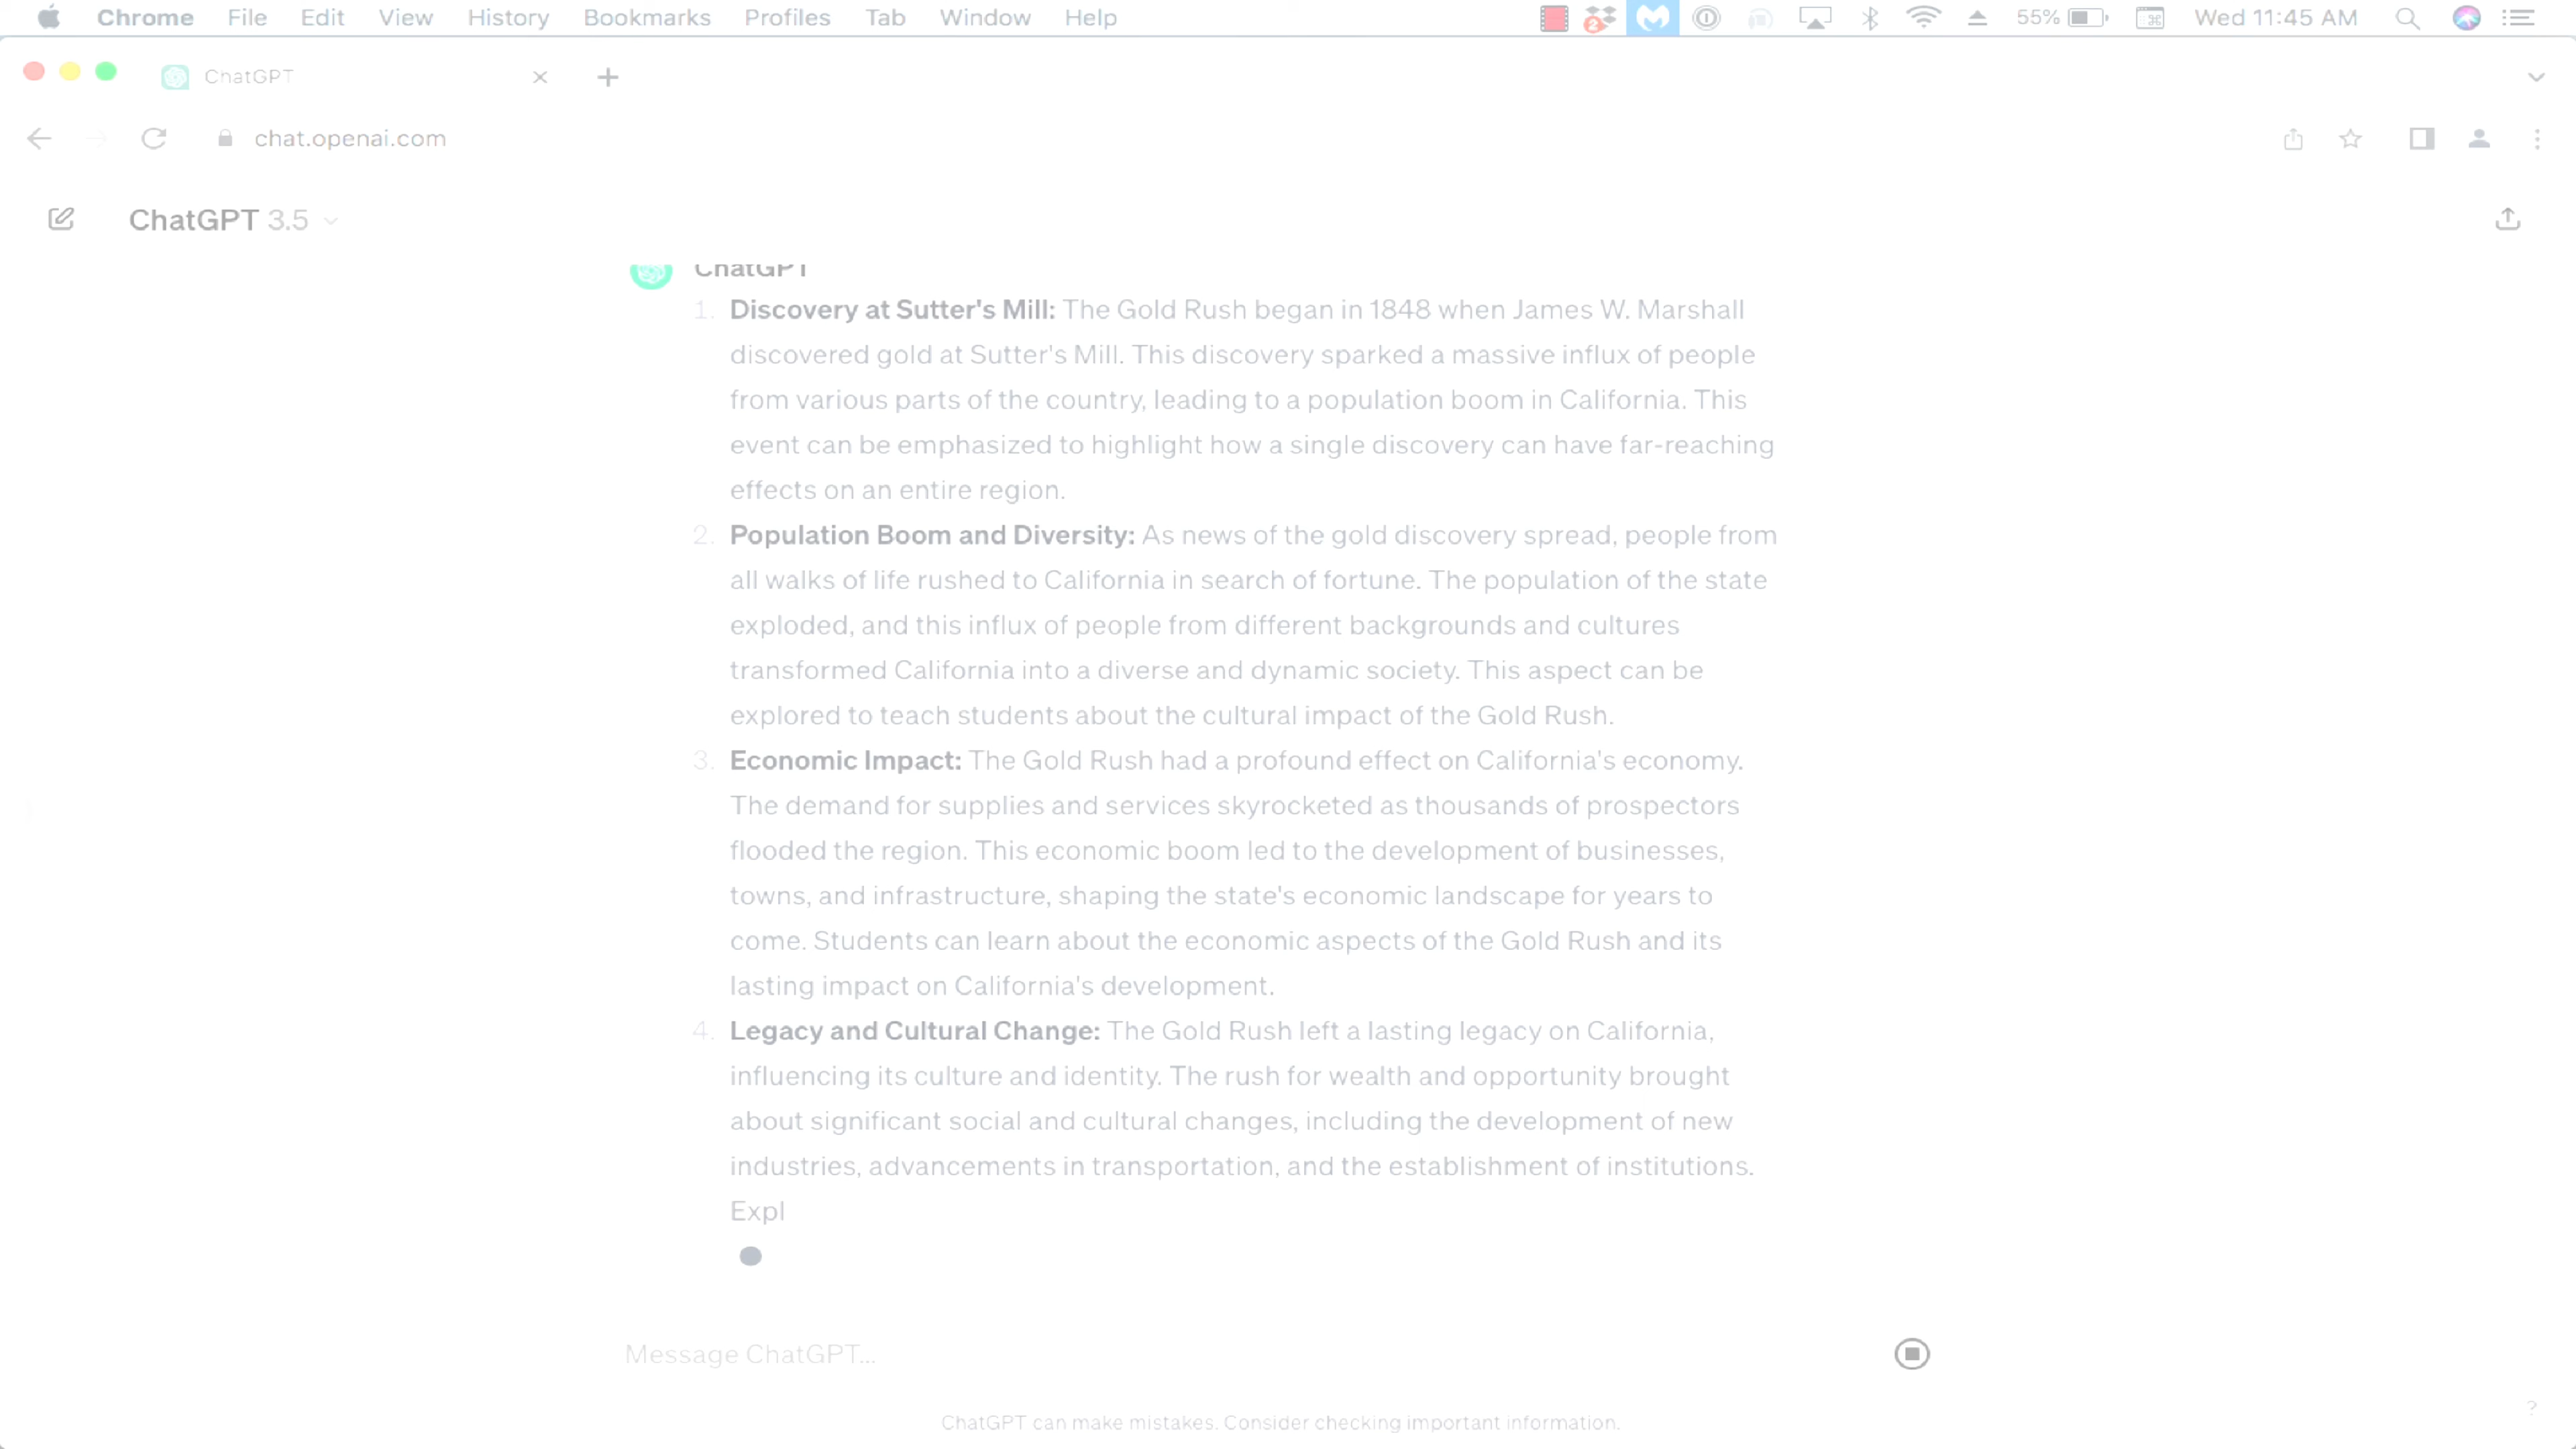 Chrome File Edit View History Bookmarks Profiles Tab Window Help 2 55% Wed 11:45 AM
ChatGPT
chat.openai.com
ChatGPT 3.5
ChatGPT
1. Discovery at Sutter's Mill: The Gold Rush began in 1848 when James W. Marshall
discovered gold at Sutter's Mill. This discovery sparked a massive influx of people
from various parts of the country, leading to a population boom in California. This
event can be emphasized to highlight how a single discovery can have far-reaching
effects on an entire region.
2. Population Boom and Diversity: As news of the gold discovery spread, people from
all walks of life rushed to California in search of fortune. The population of the state
exploded, and this influx of people from different backgrounds and cultures
transformed California into a diverse and dynamic society. This aspect can be
explored to teach students about the cultural impact of the Gold Rush.
3. Economic Impact: The Gold Rush had a profound effect on California's economy.
The demand for supplies and services skyrocketed as thousands of prospectors
flooded the region. This economic boom led to the development of businesses,
towns, and infrastructure, shaping the state's economic landscape for years to
come. Students can learn about the economic aspects of the Gold Rush and its
lasting impact on California's development.
4. Legacy and Cultural Change: The Gold Rush left a lasting legacy on California,
influencing its culture and identity. The rush for wealth and opportunity brought
about significant social and cultural changes, including the development of new
industries, advancements in transportation, and the establishment of institutions.
Expl
Message ChatGPT...
ChatGPT can make mistakes. Consider checking important information.
?